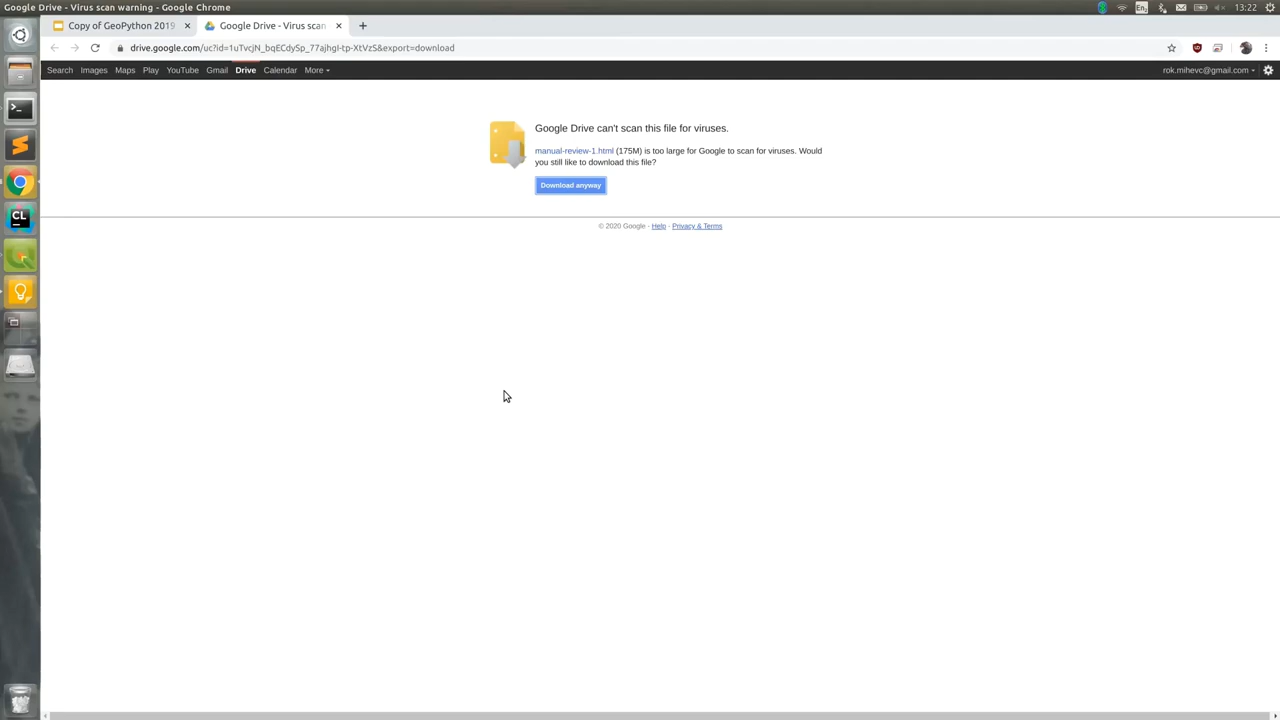 Google Drive - Virus scan warning - Google Chrome
En
13:22
Copy of GeoPython 2019
Google Drive - Virus scan
drive.google.com/uc?id=1uTvcjN_bqECdySp_77ajhgI-tp-XtVzS&export=download
Search Images Maps Play YouTube Gmail Drive Calendar More
rok.mihevc@gmail.com
Google Drive can't scan this file for viruses.
manual-review-1.html (175M) is too large for Google to scan for viruses. Would
you still like to download this file?
Download anyway
© 2020 Google - Help - Privacy & Terms
CL